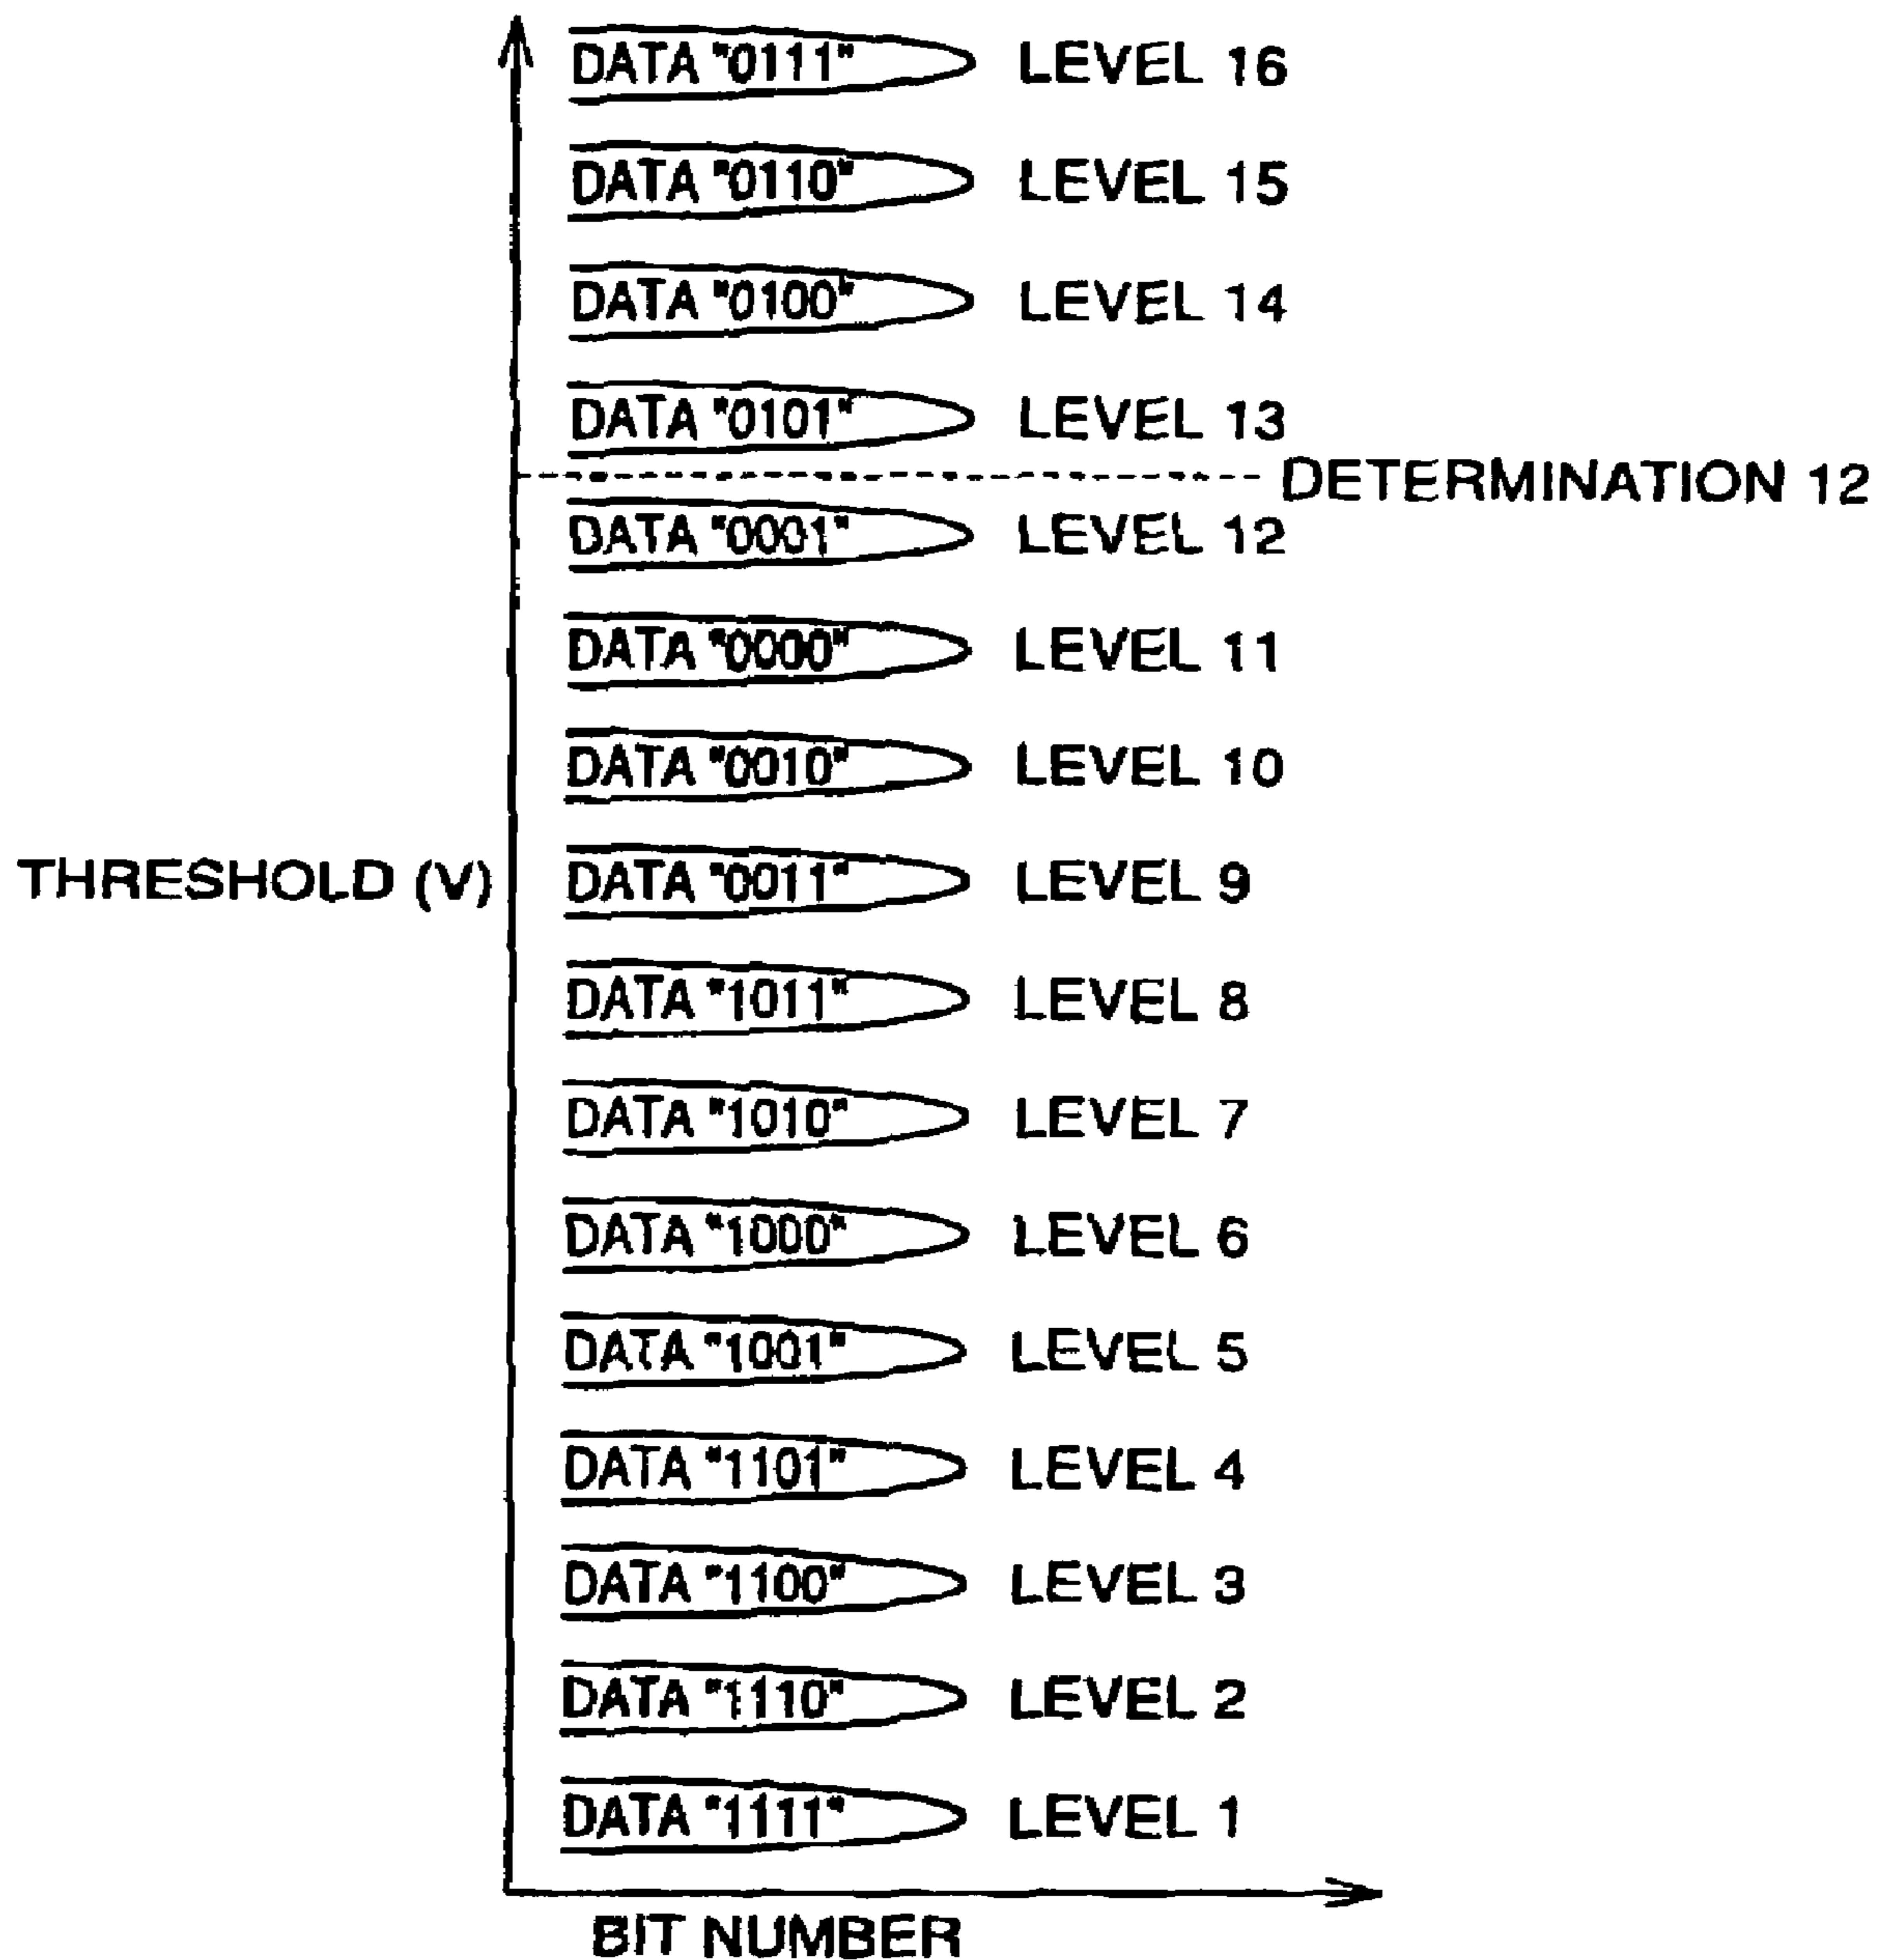 DATA "0111" LEVEL 16
DATA "0110" LEVEL 15
DATA "0100" LEVEL 14
DATA "0101" LEVEL 13
DETERMINATION 12
DATA "0001" LEVEL 12
DATA "0000" LEVEL 11
DATA "0010" LEVEL 10
THRESHOLD (V)
DATA "0011" LEVEL 9
DATA "1011" LEVEL 8
DATA "1010" LEVEL 7
DATA "1000" LEVEL 6
DATA "1001" LEVEL 5
DATA "1101" LEVEL 4
DATA "1100" LEVEL 3
DATA "1110" LEVEL 2
DATA "1111" LEVEL 1
BIT NUMBER